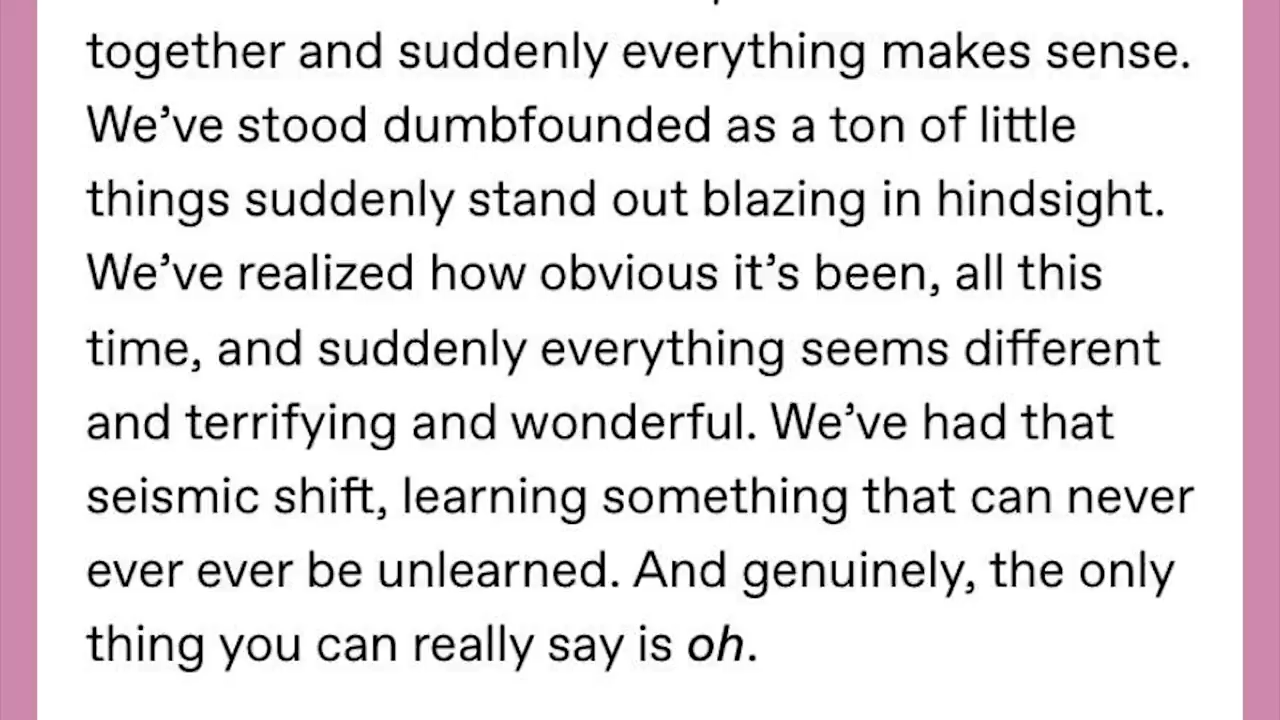 together and suddenly everything makes sense.
We’ve stood dumbfounded as a ton of little
things suddenly stand out blazing in hindsight.
We’ve realized how obvious it’s been, all this
time, and suddenly everything seems different
and terrifying and wonderful. We’ve had that
seismic shift, learning something that can never
ever ever be unlearned. And genuinely, the only
thing you can really say is oh.